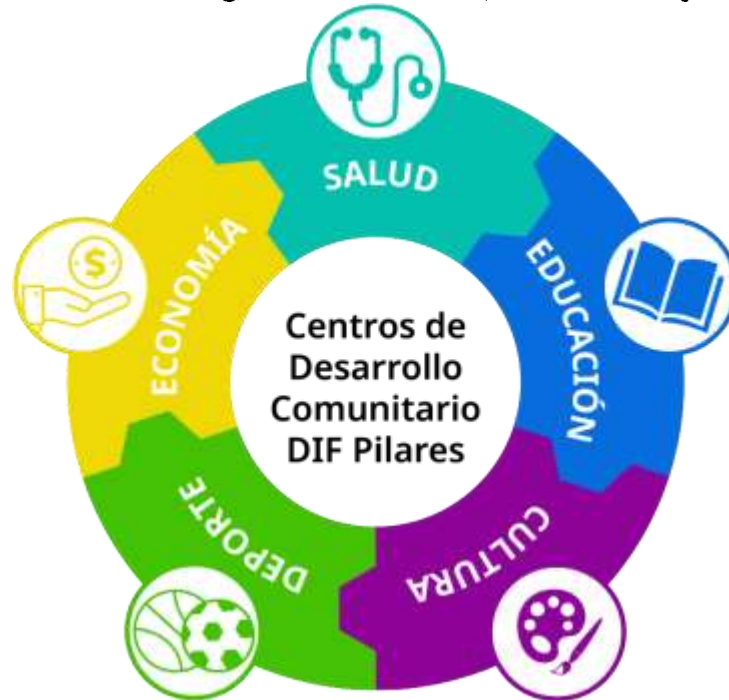 SALUD
EDUCACIÓN
CULTURA
DEPORTE
ECONOMÍA
$
Centros de
Desarrollo
Comunitario
DIF Pilares